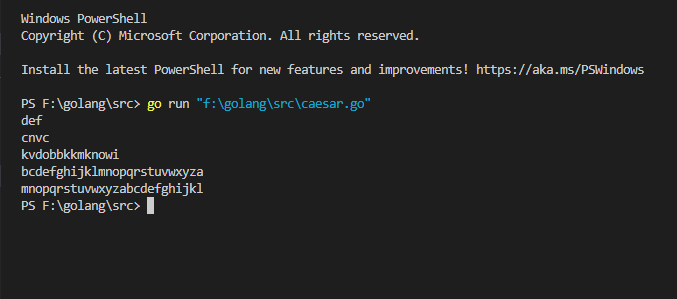 Windows PowerShell
Copyright (C) Microsoft Corporation. All rights reserved.
Install the latest PowerShell for new features and improvements! https://aka.ms/PSWindows
PS F:\golang\src> go run "f:\golang\src\caesar.go"
def
cnvc
kvdobbkkmknowi
bcdefghijklmnopqrstuvwxyza
mnopqrstuvwxyzabcdefghijkl
PS F:\golang\src>